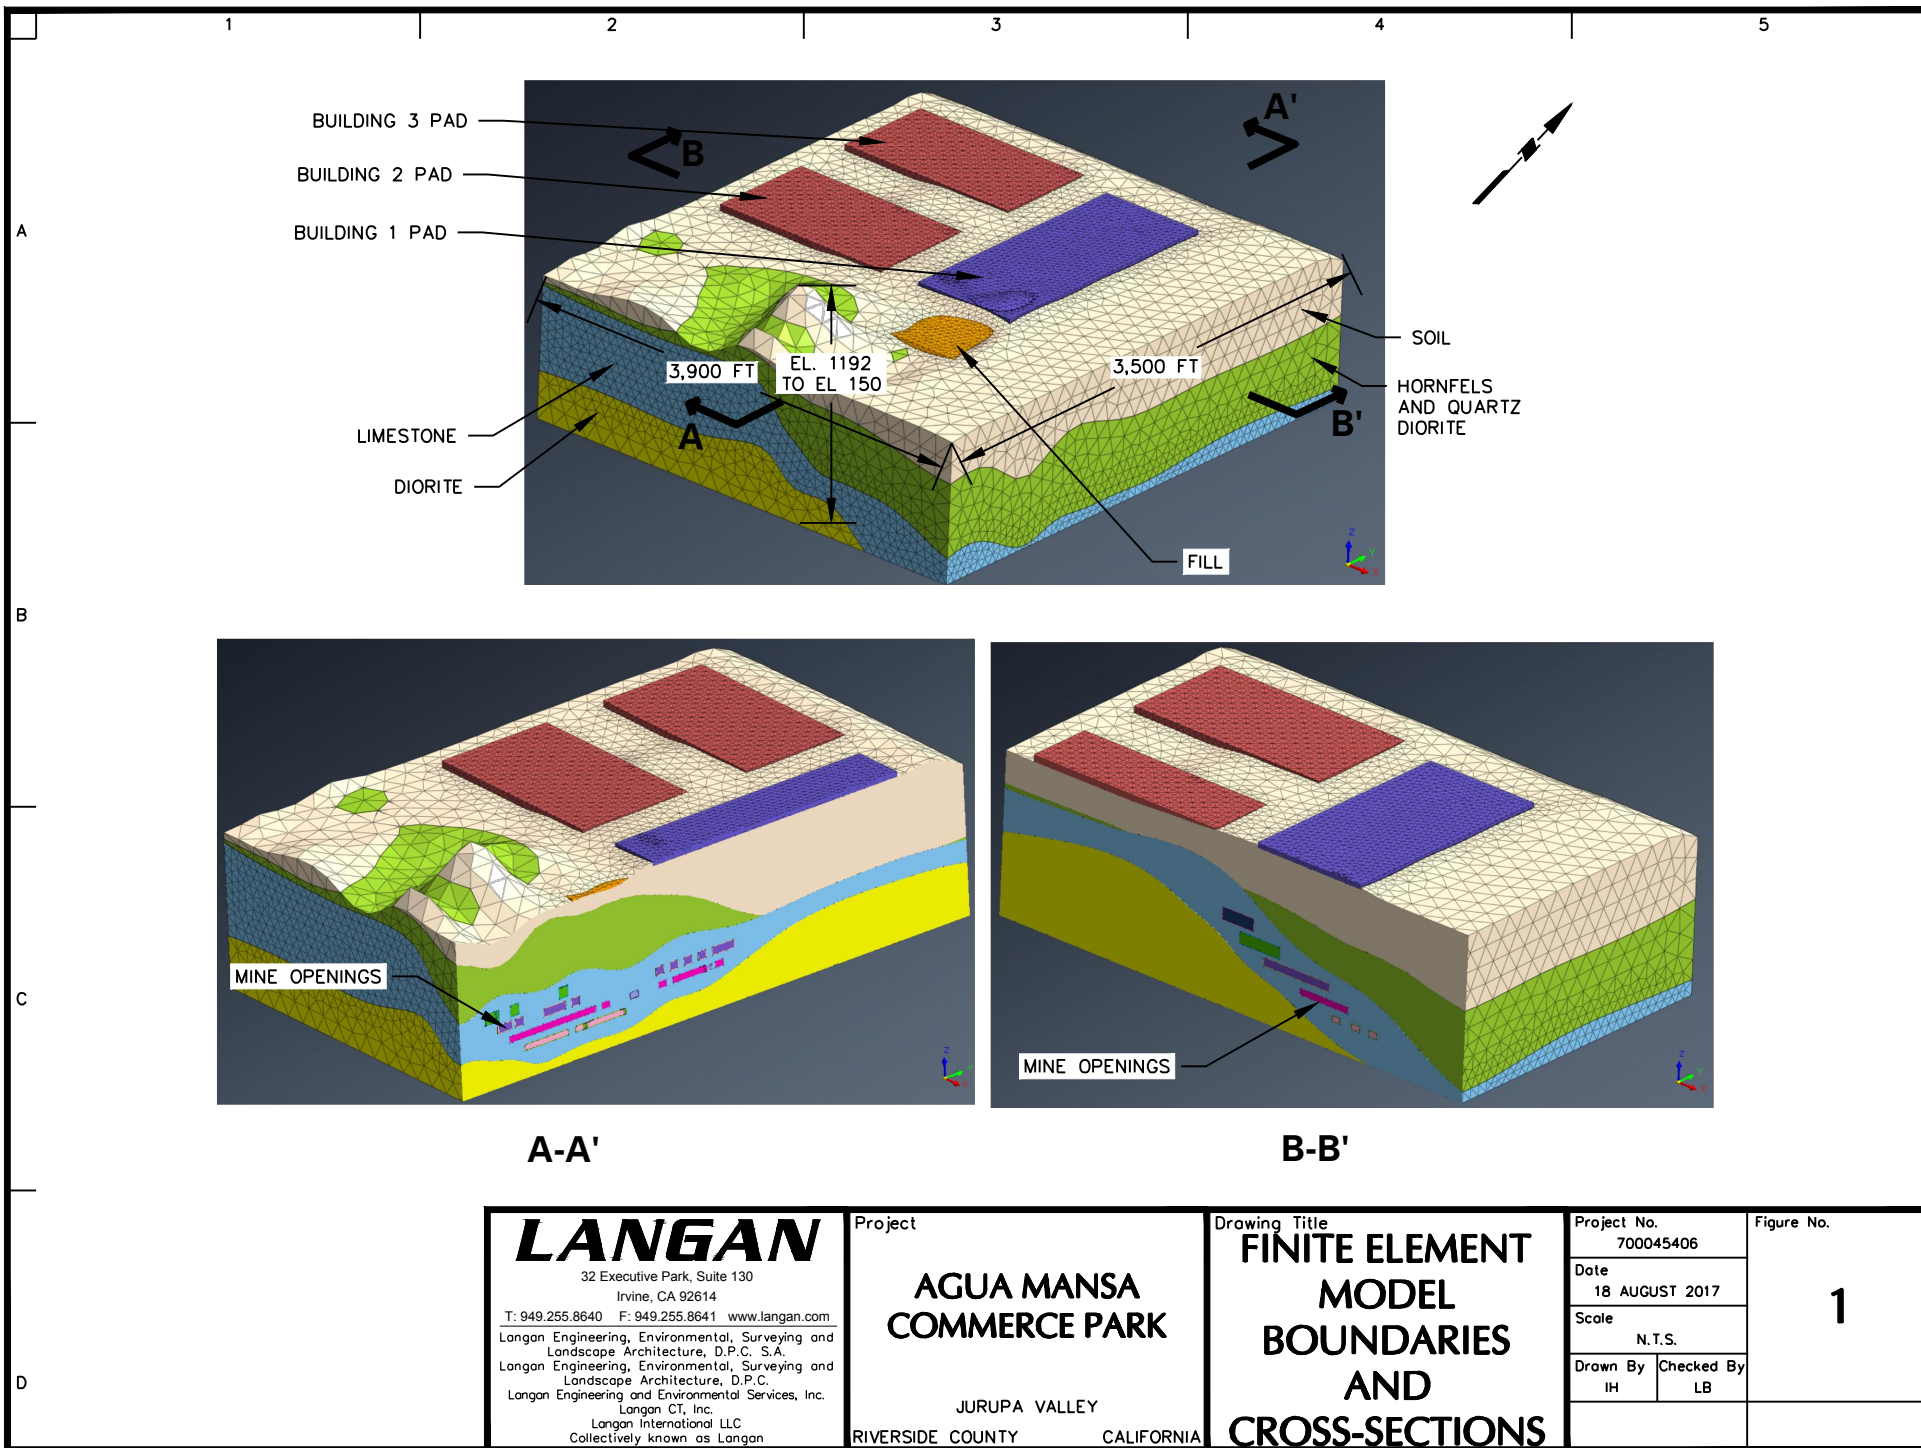 1 2 3 4 5
A
B
C
D
BUILDING 3 PAD
BUILDING 2 PAD
BUILDING 1 PAD
B
A'
3,900 FT
EL. 1192
TO EL 150
3,500 FT
SOIL
HORNFELS
AND QUARTZ
DIORITE
LIMESTONE
A
B'
DIORITE
FILL
Z
Y
X
MINE OPENINGS
Z
Y
X
MINE OPENINGS
Z
Y
X
A-A'
B-B'
LANGAN
32 Executive Park, Suite 130
Irvine, CA 92614
T: 949.255.8640 F: 949.255.8641 www.langan.com
Langan Engineering, Environmental, Surveying and
Landscape Architecture, D.P.C. S.A.
Langan Engineering, Environmental, Surveying and
Landscape Architecture, D.P.C.
Langan Engineering and Environmental Services, Inc.
Langan CT, Inc.
Langan International LLC
Collectively known as Langan
Project
AGUA MANSA
COMMERCE PARK
JURUPA VALLEY
RIVERSIDE COUNTY CALIFORNIA
Drawing Title
FINITE ELEMENT
MODEL
BOUNDARIES
AND
CROSS-SECTIONS
Project No.
700045406
Date
18 AUGUST 2017
Scale
N.T.S.
Drawn By Checked By
IH LB
Figure No.
1